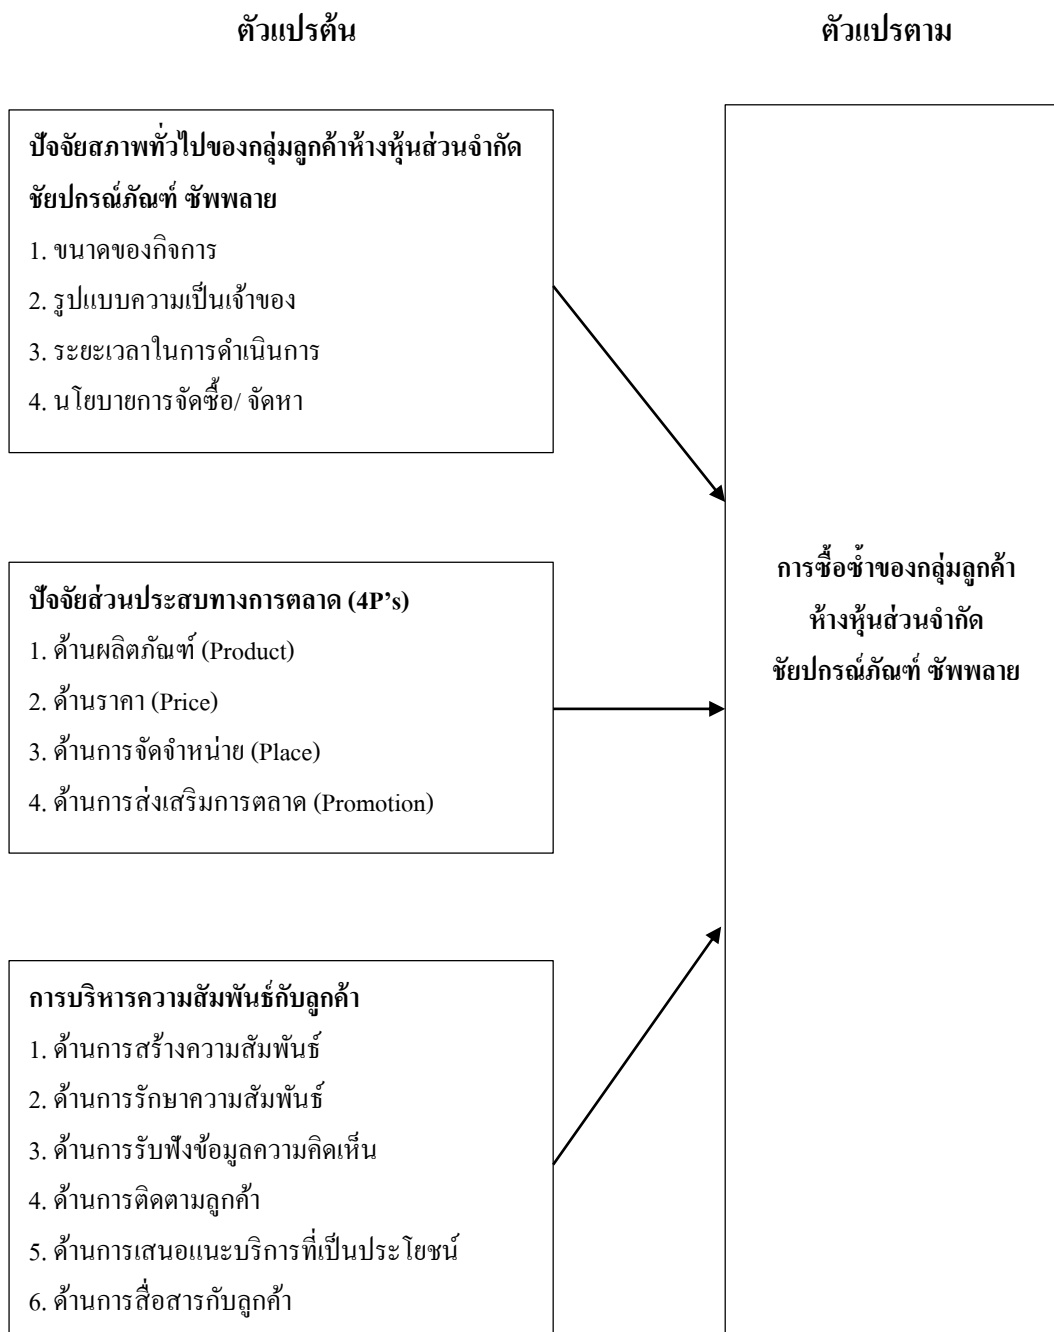 ตัวแปรต้น
ตัวแปรตาม
ปัจจัยสภาพทั่วไปของกลุ่มลูกค้าห้างหุ้นส่วนจำกัด
ชัยปกรณ์ภัณฑ์ ซัพพลาย
1. ขนาดของกิจการ
2. รูปแบบความเป็นเจ้าของ
3. ระยะเวลาในการดำเนินการ
4. นโยบายการจัดซื้อ/ จัดหา
ปัจจัยส่วนประสบทางการตลาด (4P’s)
1. ด้านผลิตภัณฑ์ (Product)
2. ด้านราคา (Price)
3. ด้านการจัดจำหน่าย (Place)
4. ด้านการส่งเสริมการตลาด (Promotion)
การบริหารความสัมพันธ์กับลูกค้า
1. ด้านการสร้างความสัมพันธ์
2. ด้านการรักษาความสัมพันธ์
3. ด้านการรับฟังข้อมูลความคิดเห็น
4. ด้านการติดตามลูกค้า
5. ด้านการเสนอแนะบริการที่เป็นประโยชน์
6. ด้านการสื่อสารกับลูกค้า
การซื้อซ้ำของกลุ่มลูกค้า
ห้างหุ้นส่วนจำกัด
ชัยปกรณ์ภัณฑ์ ซัพพลาย